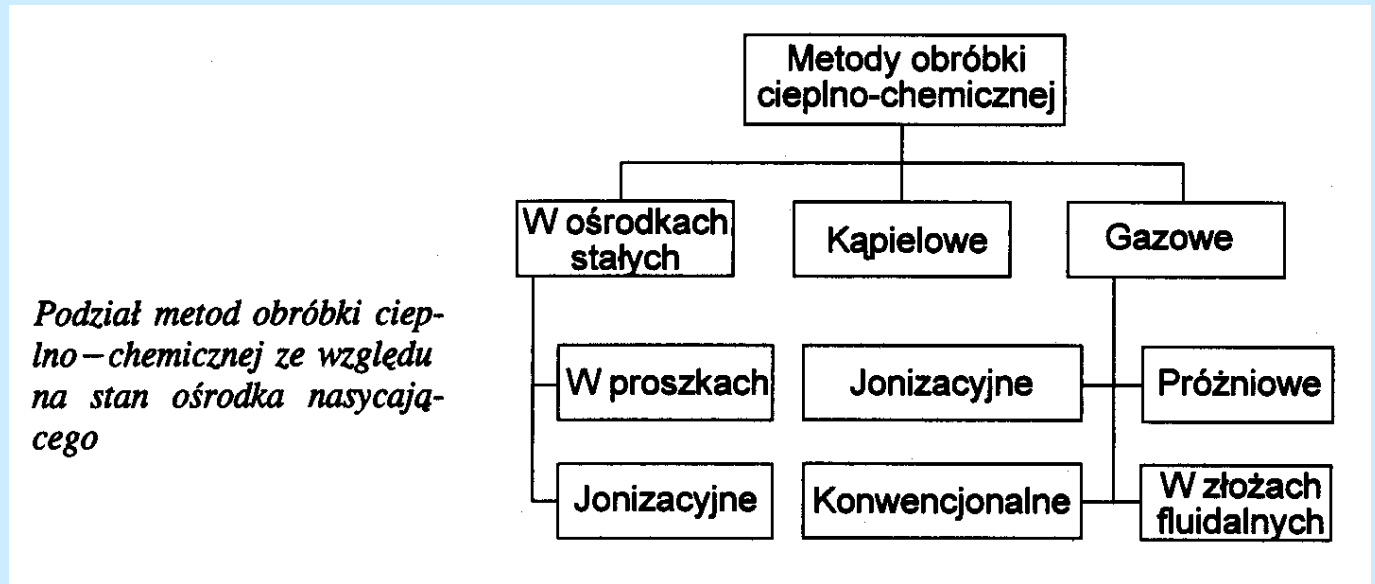 Metody obróbki
cieplno-chemicznej
W ośrodkach
stałych
Kąpielowe
Gazowe
Podział metod obróbki ciep-
lno–chemicznej ze względu
na stan ośrodka nasycają-
cego
W proszkach
Jonizacyjne
Próżniowe
Jonizacyjne
Konwencjonalne
W złożach
fluidalnych